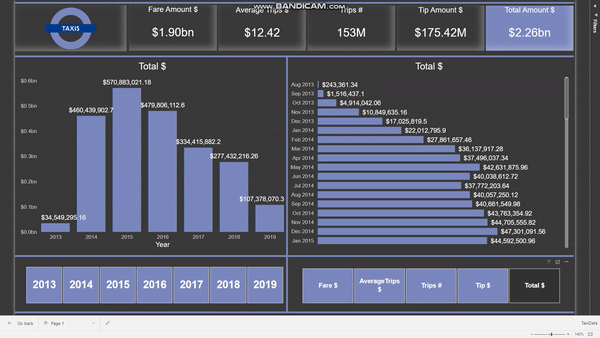 WWW.BANDICAM.COM
TAXIS
Fare Amount $
$1.90bn
Average Trips $
$12.42
Trips #
153M
Tip Amount $
$175.42M
Total Amount $
$2.26bn
Filters
Total $
$0.6bn
$0.5bn
$0.4bn
$0.3bn
$0.2bn
$0.1bn
$0.0bn
$34,549,295.16
$460,439,902.7
$570,883,021.18
$479,806,112.6
$334,415,882.2
$277,432,216.26
$107,378,070.3
2013 2014 2015 2016 2017 2018 2019
Year
Total $
Aug 2013 $243,361.34
Sep 2013 $1,516,437.1
Oct 2013 $4,914,042.06
Nov 2013 $10,849,635.16
Dec 2013 $17,025,819.5
Jan 2014 $22,012,795.9
Feb 2014 $27,861,657.46
Mar 2014 $36,137,917.28
Apr 2014 $37,496,037.34
May 2014 $42,631,875.96
Jun 2014 $40,038,612.72
Jul 2014 $37,772,203.64
Aug 2014 $40,057,250.12
Sep 2014 $40,661,549.98
Oct 2014 $43,763,354.92
Nov 2014 $44,705,555.82
Dec 2014 $47,301,091.56
Jan 2015 $44,592,500.96
2013 2014 2015 2016 2017 2018 2019
Fare $
AverageTrips
$
Trips #
Tip $
Total $
Go back
Page 1
TaxiData
140%